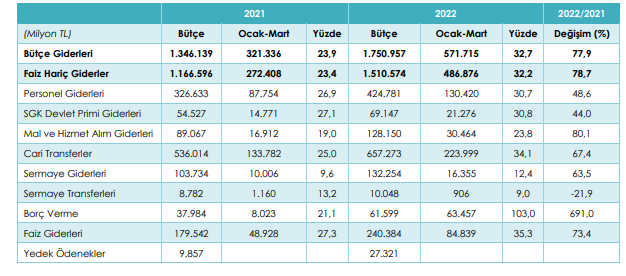 2021 2022 2022/2021
(Milyon TL) Bütçe Ocak-Mart Yüzde Bütçe Ocak-Mart Yüzde Değişim (%)
Bütçe Giderleri 1.346.139 321.336 23,9 1.750.957 571.715 32,7 77,9
Faiz Hariç Giderler 1.166.596 272.408 23,4 1.510.574 486.876 32,2 78,7
Personel Giderleri 326.633 87.754 26,9 424.781 130.420 30,7 48,6
SGK Devlet Primi Giderleri 54.527 14.771 27,1 69.147 21.276 30,8 44,0
Mal ve Hizmet Alım Giderleri 89.067 16.912 19,0 128.150 30.464 23,8 80,1
Cari Transferler 536.014 133.782 25,0 657.273 223.999 34,1 67,4
Sermaye Giderleri 103.734 10.006 9,6 132.254 16.355 12,4 63,5
Sermaye Transferleri 8.782 1.160 13,2 10.048 906 9,0 -21,9
Borç Verme 37.984 8.023 21,1 61.599 63.457 103,0 691,0
Faiz Giderleri 179.542 48.928 27,3 240.384 84.839 35,3 73,4
Yedek Ödenekler 9.857 27.321